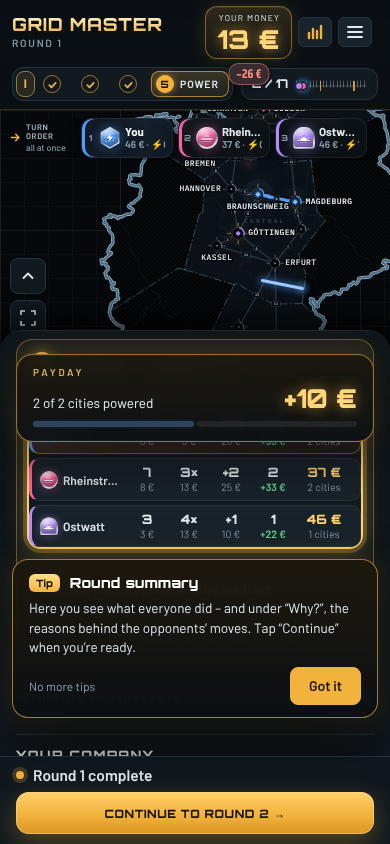 GRID MASTER
ROUND 1
YOUR MONEY
13 €
-26 €
I
5 POWER
17
TURN ORDER
all at once
1 You
46 €
2 Rhein...
37 €
3 Ostw...
46 €
BREMEN
HANNOVER
BRAUNSCHWEIG
MAGDEBURG
CENTRAL
GÖTTINGEN
KASSEL
ERFURT
PAYDAY
2 of 2 cities powered
+10 €
Rheinstr... 7 3x +2 2 37 €
8 € 13 € 25 € +33 € 2 cities
Ostwatt 3 4x +1 1 46 €
3 € 13 € 10 € +22 € 1 cities
Tip Round summary
Here you see what everyone did – and under “Why?”, the
reasons behind the opponents’ moves. Tap “Continue”
when you’re ready.
No more tips
Got it
YOUR COMPANY
Round 1 complete
CONTINUE TO ROUND 2 →